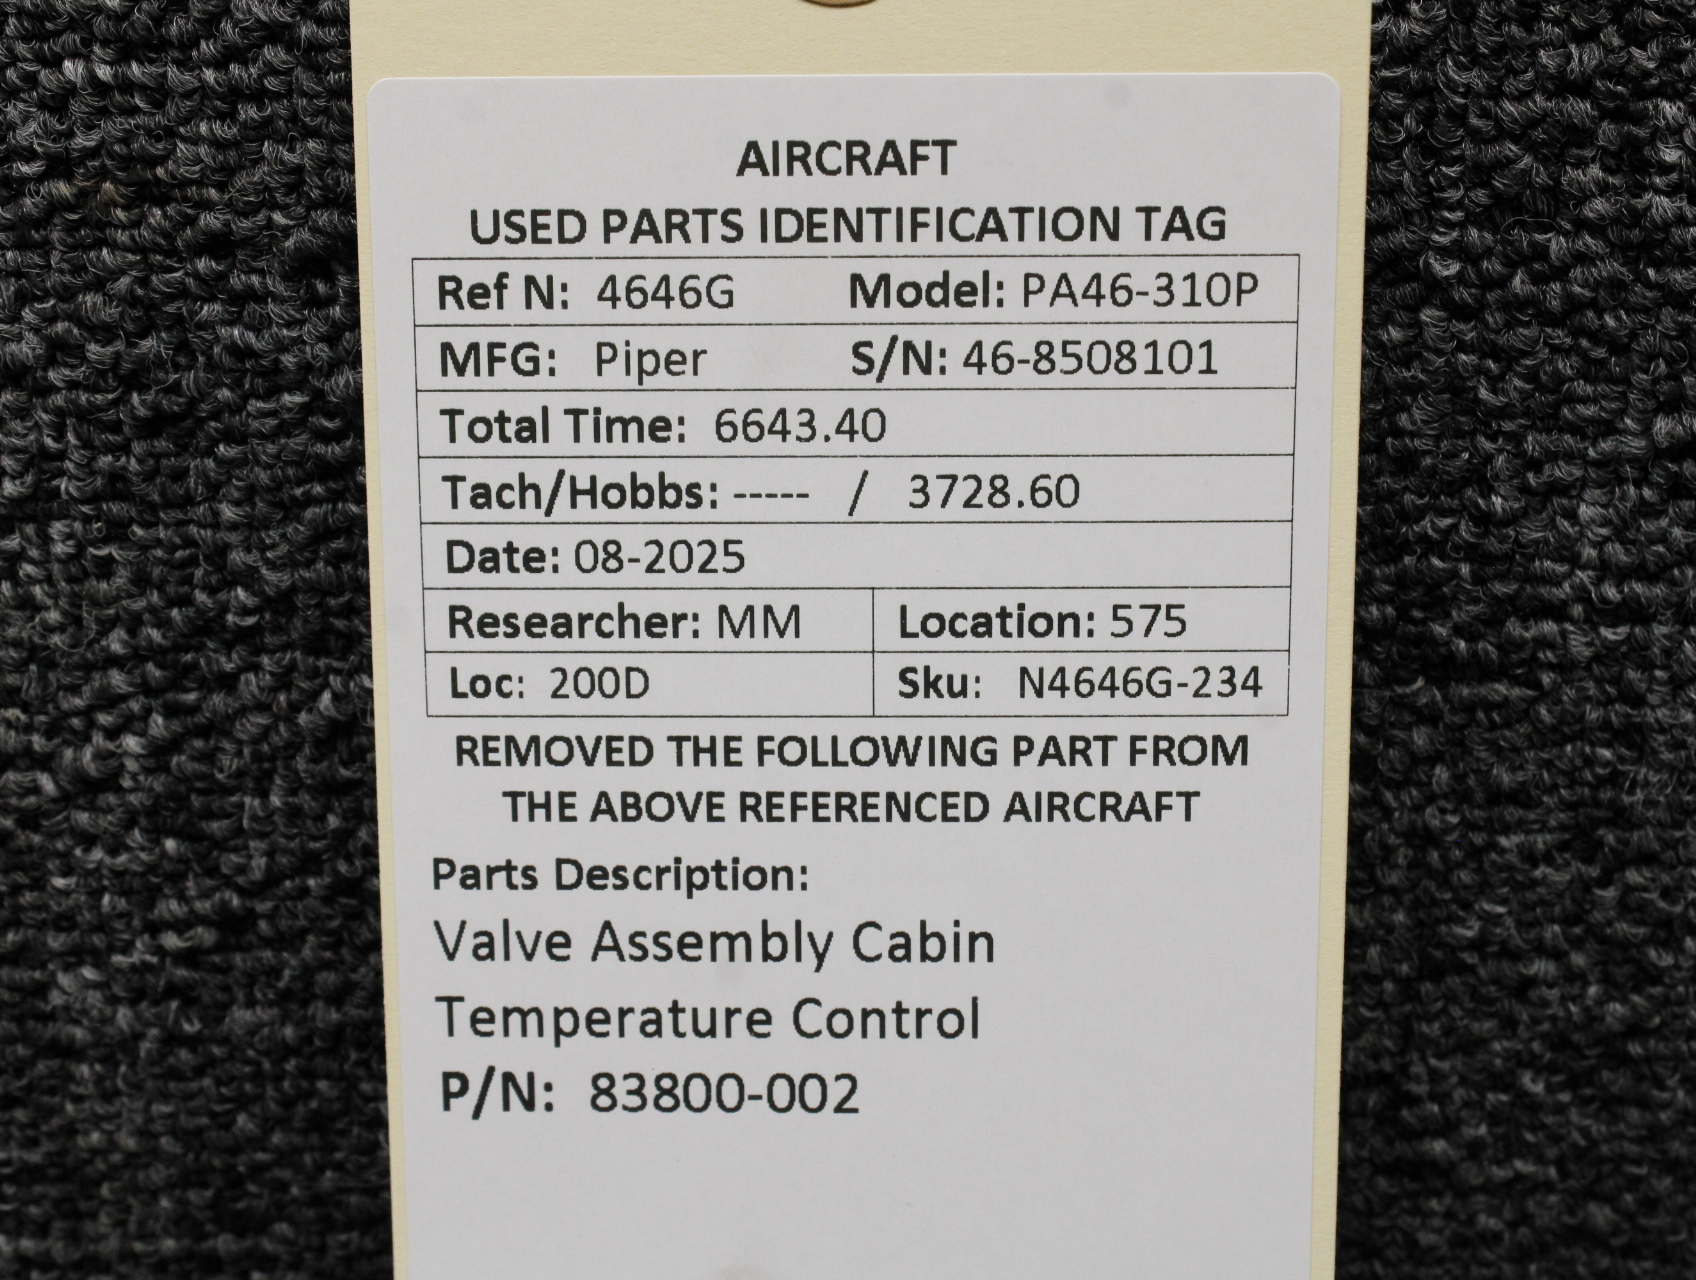 AIRCRAFT
USED PARTS IDENTIFICATION TAG
Ref N: 4646G Model: PA46-310P
MFG: Piper S/N: 46-8508101
Total Time: 6643.40
Tach/Hobbs: ----- / 3728.60
Date: 08-2025
Researcher: MM Location: 575
Loc: 200D Sku: N4646G-234
REMOVED THE FOLLOWING PART FROM
THE ABOVE REFERENCED AIRCRAFT
Parts Description:
Valve Assembly Cabin
Temperature Control
P/N: 83800-002